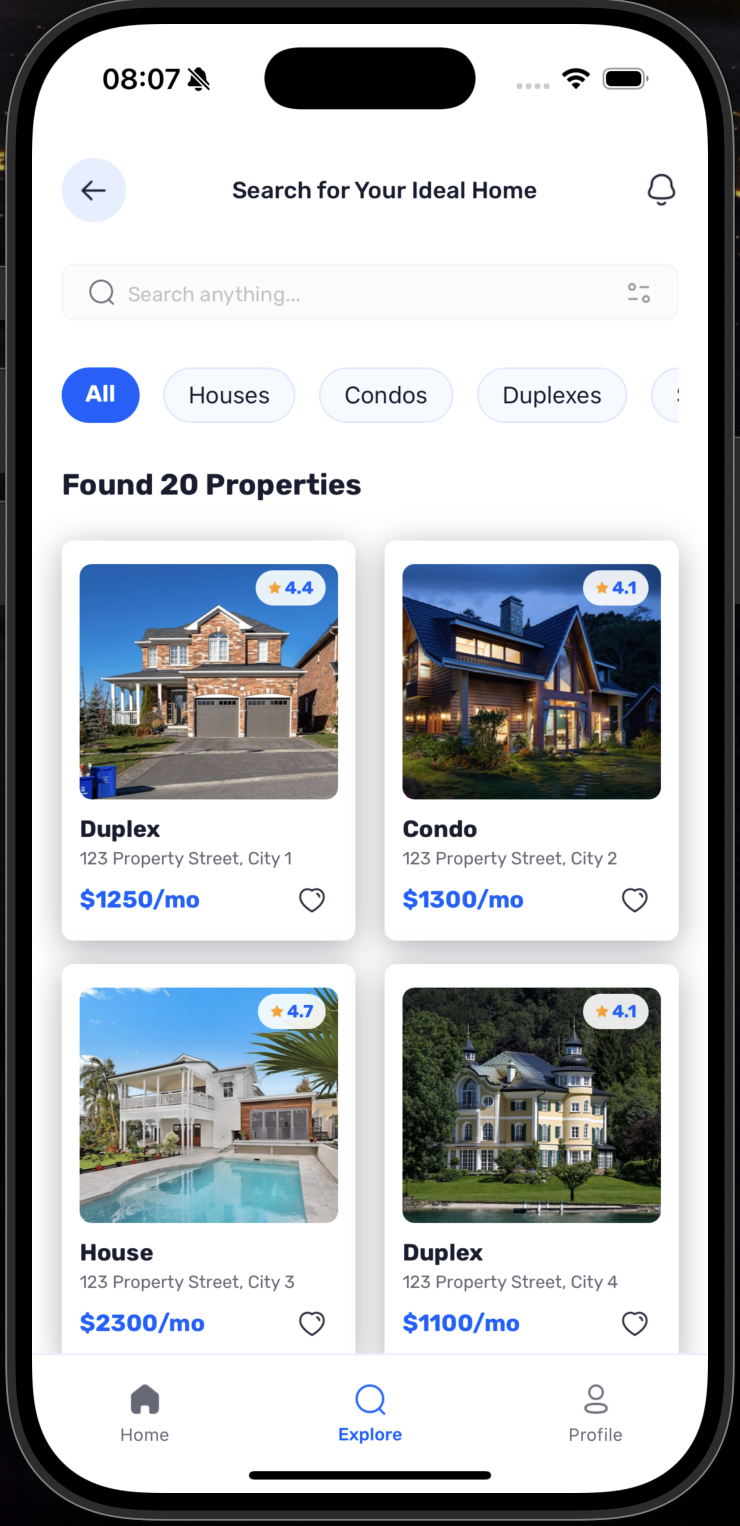 08:07
Search for Your Ideal Home
Search anything...
All Houses Condos Duplexes
Found 20 Properties
4.4 4.1
Duplex Condo
123 Property Street, City 1 123 Property Street, City 2
$1250/mo $1300/mo
4.7 4.1
House Duplex
123 Property Street, City 3 123 Property Street, City 4
$2300/mo $1100/mo
Home Explore Profile